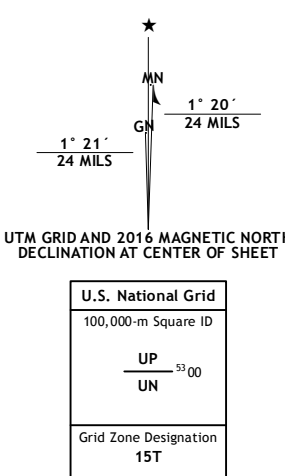 ★
MN
1° 20´
24 MILS
GN
1° 21´
24 MILS
UTM GRID AND 2016 MAGNETIC NORTH
DECLINATION AT CENTER OF SHEET
U.S. National Grid
100,000-m Square ID
UP
5300
UN
Grid Zone Designation
15T